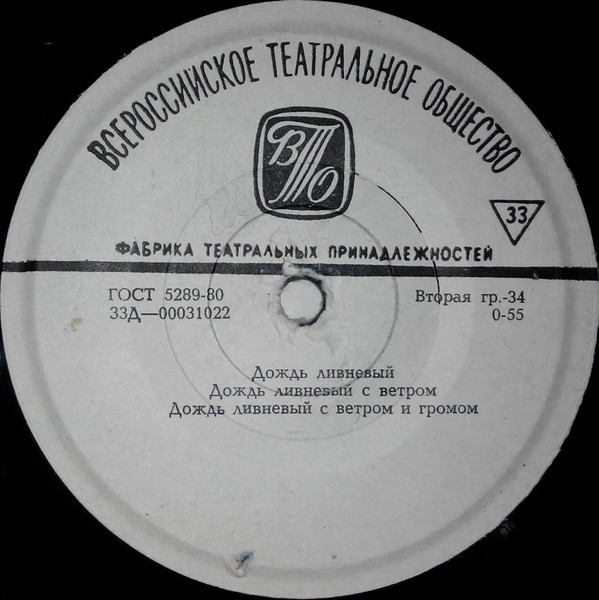 ВСЕРОССИЙСКОЕ ТЕАТРАЛЬНОЕ ОБЩЕСТВО
ВТО
33
ФАБРИКА ТЕАТРАЛЬНЫХ ПРИНАДЛЕЖНОСТЕЙ
ГОСТ 5289-80
33Д—00031022
Вторая гр.-34
0-55
Дождь ливневый
Дождь ливневый с ветром
Дождь ливневый с ветром и громом